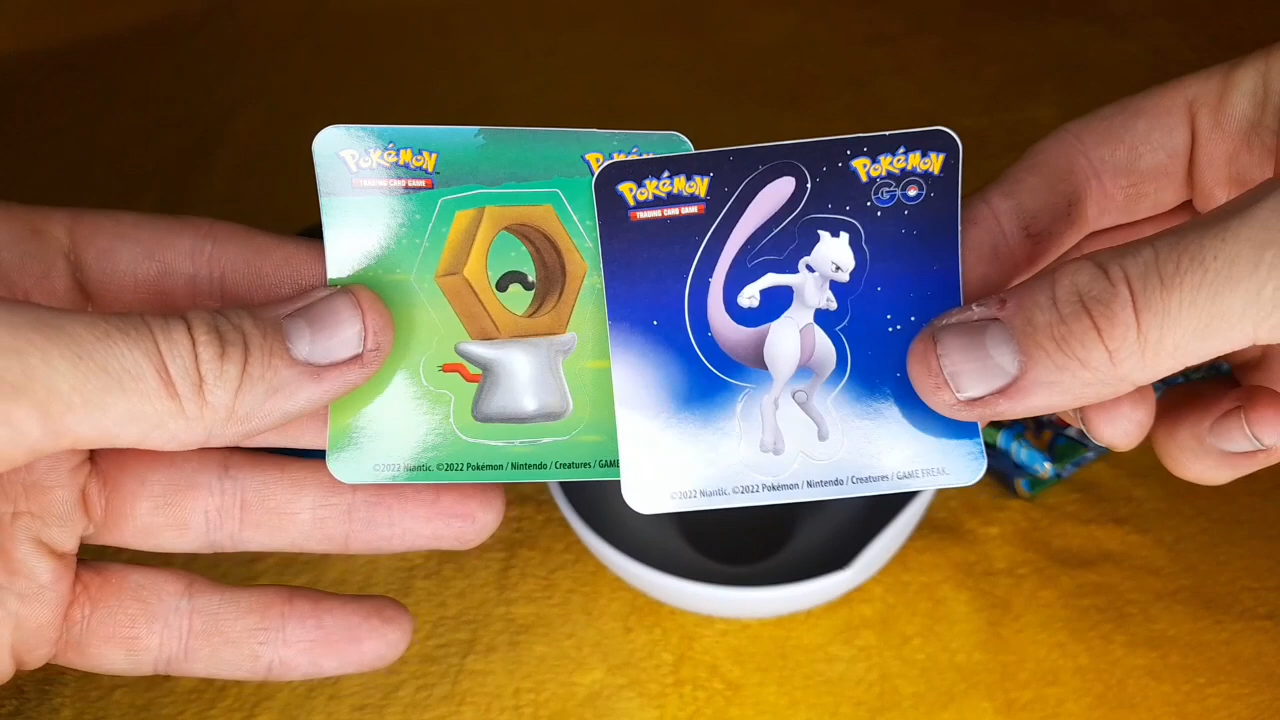 Pokémon
TRADING CARD GAME
Pokémon
©2022 Niantic. ©2022 Pokémon / Nintendo / Creatures / GAME
Pokémon
TRADING CARD GAME
Pokémon
GO
©2022 Niantic. ©2022 Pokémon / Nintendo / Creatures / GAME FREAK.